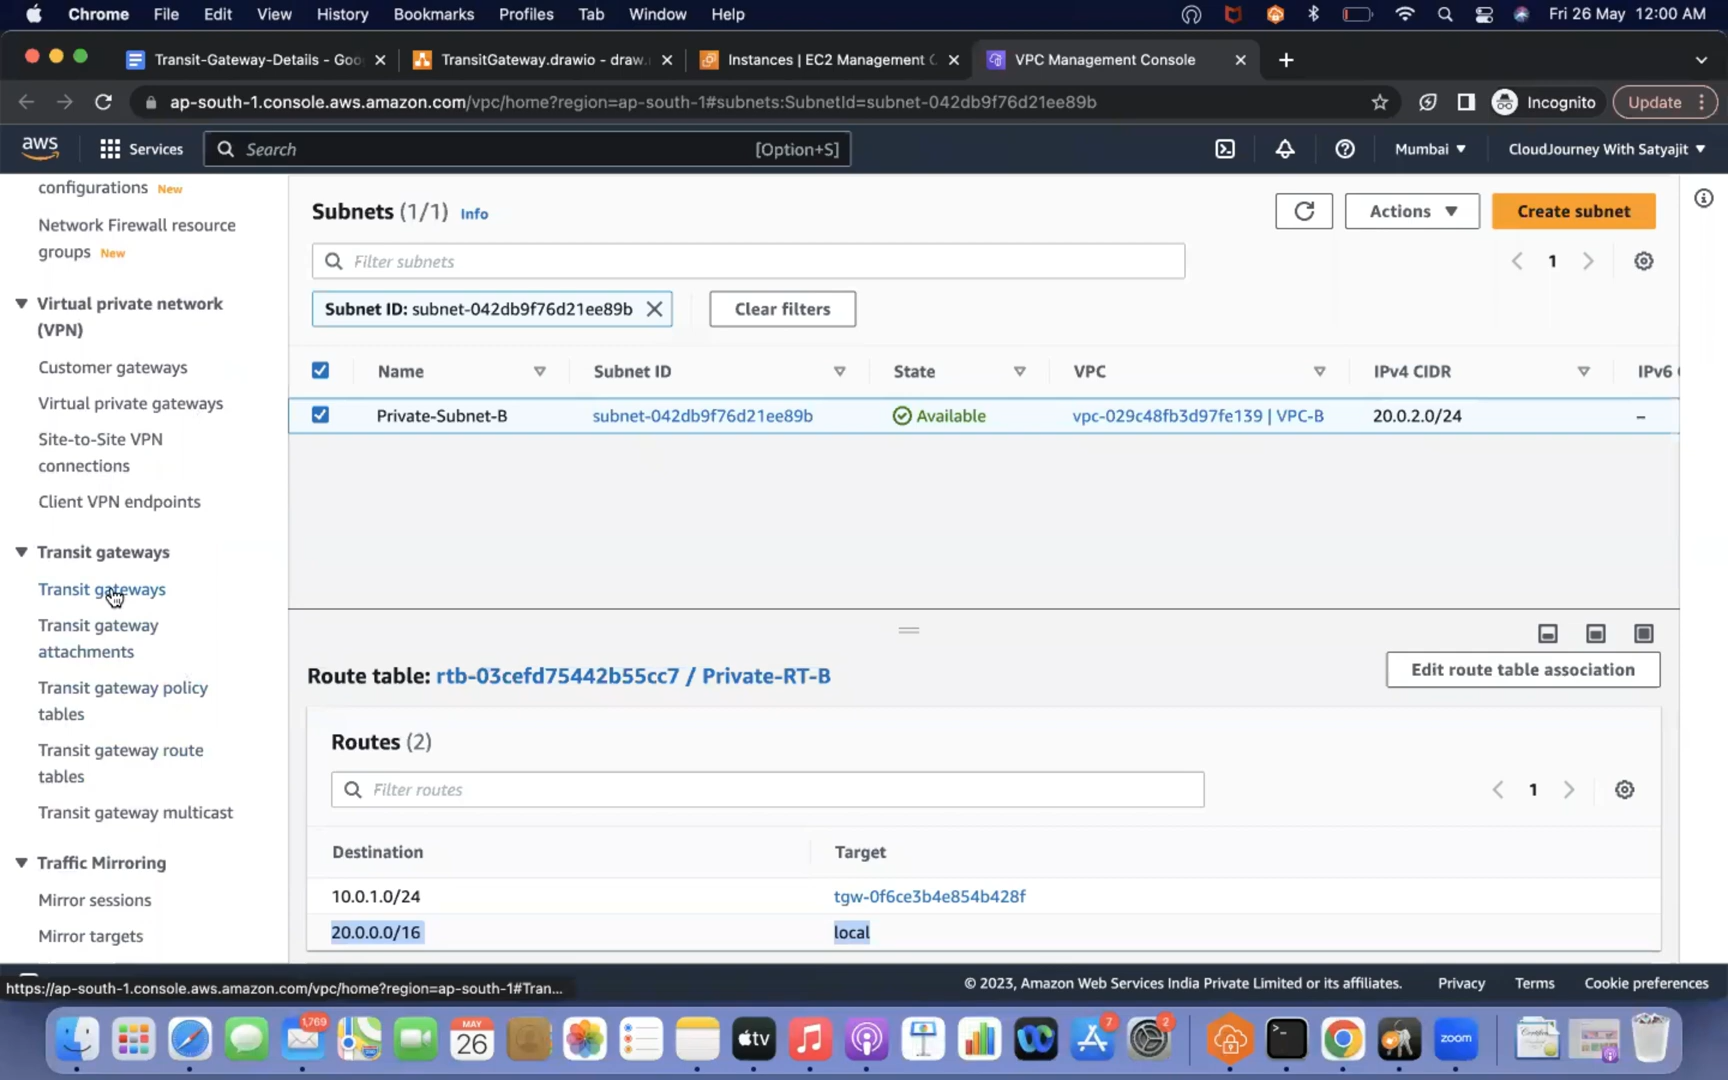 Chrome File Edit View History Bookmarks Profiles Tab Window Help Fri 26 May 12:00 AM
Transit-Gateway-Details - Goo TransitGateway.drawio - draw. Instances | EC2 Management C VPC Management Console
ap-south-1.console.aws.amazon.com/vpc/home?region=ap-south-1#subnets:SubnetId=subnet-042db9f76d21ee89b Incognito Update
aws Services Search [Option+S] Mumbai CloudJourney With Satyajit
configurations New
Network Firewall resource
groups New
Virtual private network
(VPN)
Customer gateways
Virtual private gateways
Site-to-Site VPN
connections
Client VPN endpoints
Transit gateways
Transit gateways
Transit gateway
attachments
Transit gateway policy
tables
Transit gateway route
tables
Transit gateway multicast
Traffic Mirroring
Mirror sessions
Mirror targets
Subnets (1/1) Info Actions Create subnet
Filter subnets 1
Subnet ID: subnet-042db9f76d21ee89b Clear filters
Name Subnet ID State VPC IPv4 CIDR IPv6
Private-Subnet-B subnet-042db9f76d21ee89b Available vpc-029c48fb3d97fe139 | VPC-B 20.0.2.0/24 –
Route table: rtb-03cefd75442b55cc7 / Private-RT-B Edit route table association
Routes (2)
Filter routes 1
Destination Target
10.0.1.0/24 tgw-0f6ce3b4e854b428f
20.0.0.0/16 local
https://ap-south-1.console.aws.amazon.com/vpc/home?region=ap-south-1#Tran... © 2023, Amazon Web Services India Private Limited or its affiliates. Privacy Terms Cookie preferences
1,769 MAY 26 tv 7 2 zoom